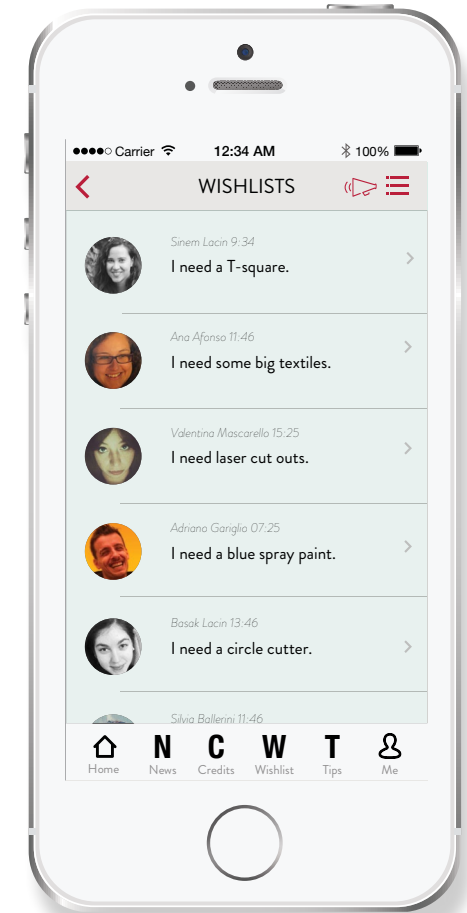 Carrier 12:34 AM 100%
WISHLISTS
Sinem Lacin 9:34
I need a T-square.
Ana Afonso 11:46
I need some big textiles.
Valentina Mascarello 15:25
I need laser cut outs.
Adriano Gariglio 07:25
I need a blue spray paint.
Basak Lacin 13:46
I need a circle cutter.
Silvia Ballerini 11:46
N C W T
Home News Credits Wishlist Tips Me